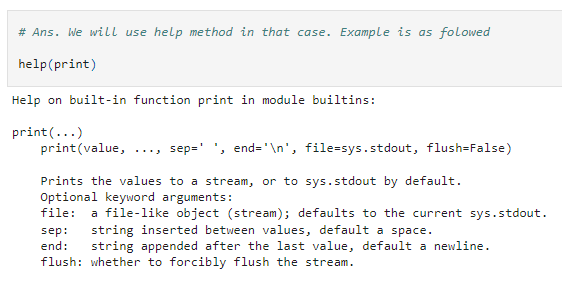 # Ans. We will use help method in that case. Example is as folowed
help(print)
Help on built-in function print in module builtins:
print(...)
    print(value, ..., sep=' ', end='\n', file=sys.stdout, flush=False)
    Prints the values to a stream, or to sys.stdout by default.
    Optional keyword arguments:
    file:  a file-like object (stream); defaults to the current sys.stdout.
    sep:   string inserted between values, default a space.
    end:   string appended after the last value, default a newline.
    flush: whether to forcibly flush the stream.